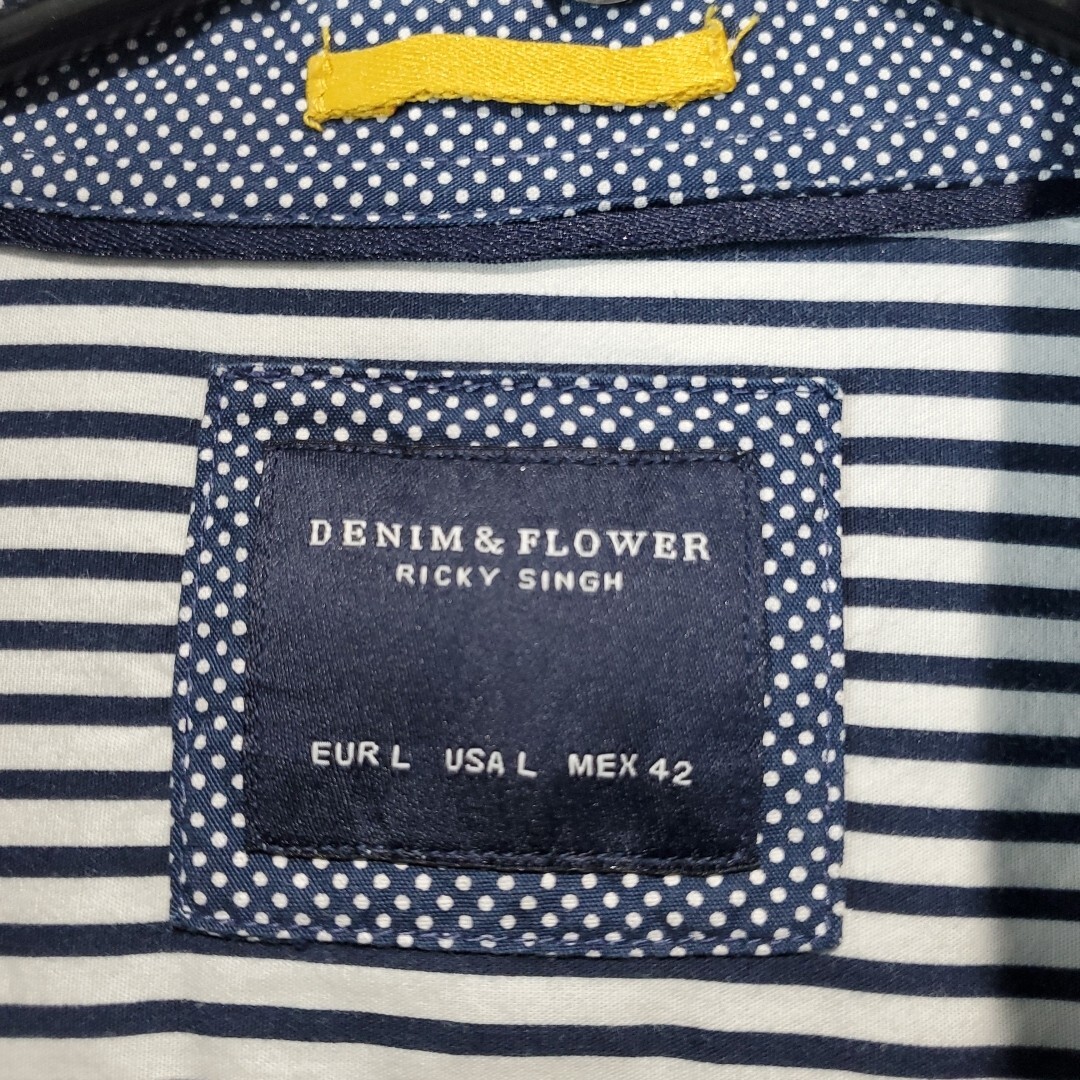 DENIM & FLOWER
RICKY SINGH
EUR L USA L MEX 42